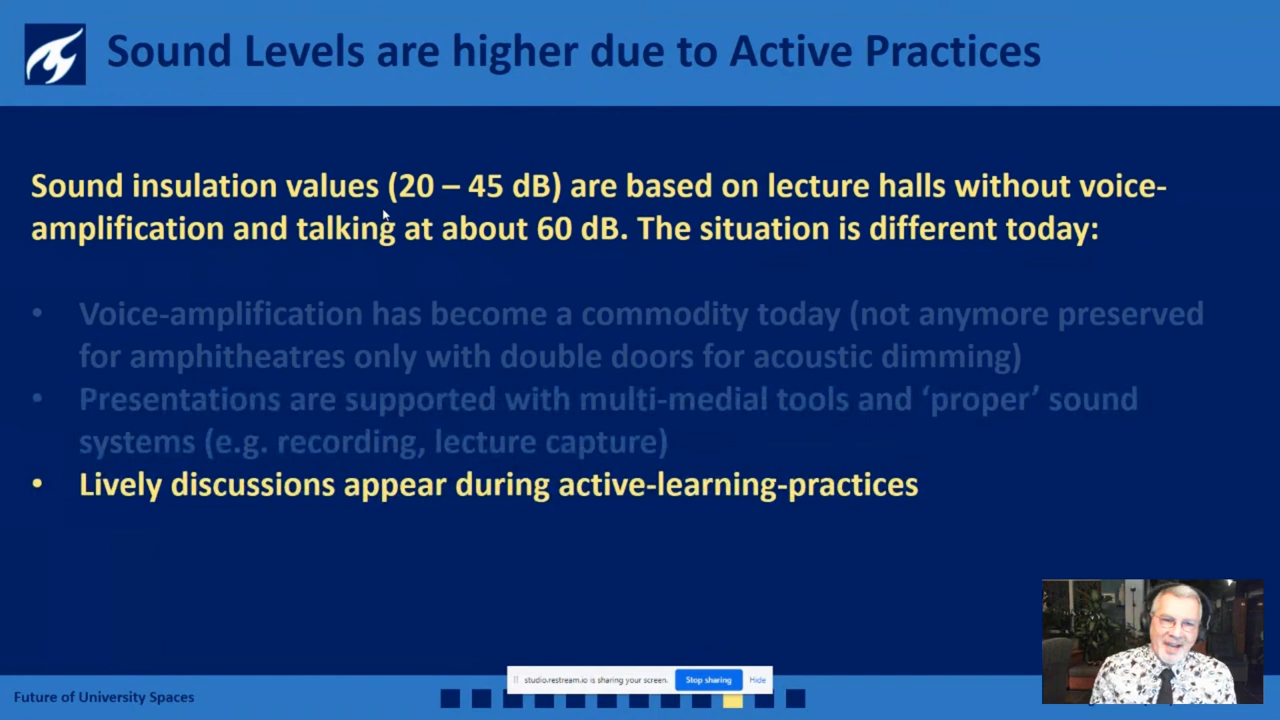 Sound Levels are higher due to Active Practices
Sound insulation values (20 – 45 dB) are based on lecture halls without voice-
amplification and talking at about 60 dB. The situation is different today:
• Voice-amplification has become a commodity today (not anymore preserved
for amphitheatres only with double doors for acoustic dimming)
• Presentations are supported with multi-medial tools and ‘proper’ sound
systems (e.g. recording, lecture capture)
• Lively discussions appear during active-learning-practices
studio.restream.io is sharing your screen.
Stop sharing
Hide
Future of University Spaces